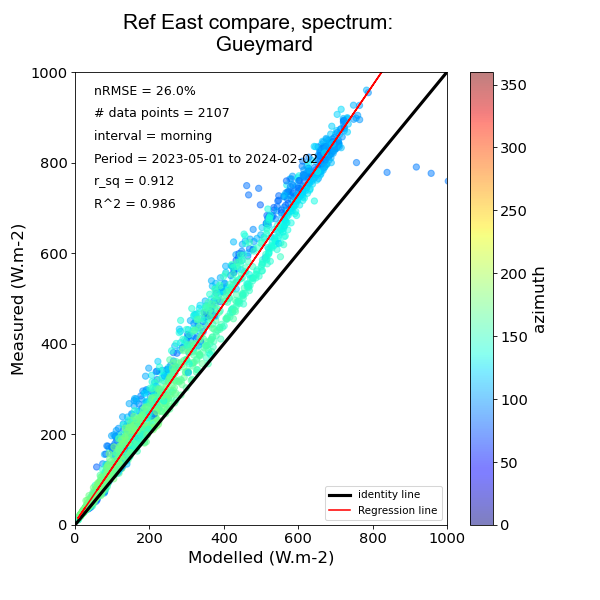 Ref East compare, spectrum:
Gueymard
nRMSE = 26.0%
# data points = 2107
interval = morning
Period = 2023-05-01 to 2024-02-02
r_sq = 0.912
R^2 = 0.986
1000
800
600
400
200
0
Measured (W.m-2)
0 200 400 600 800 1000
Modelled (W.m-2)
identity line
Regression line
350
300
250
200
150
100
50
0
azimuth